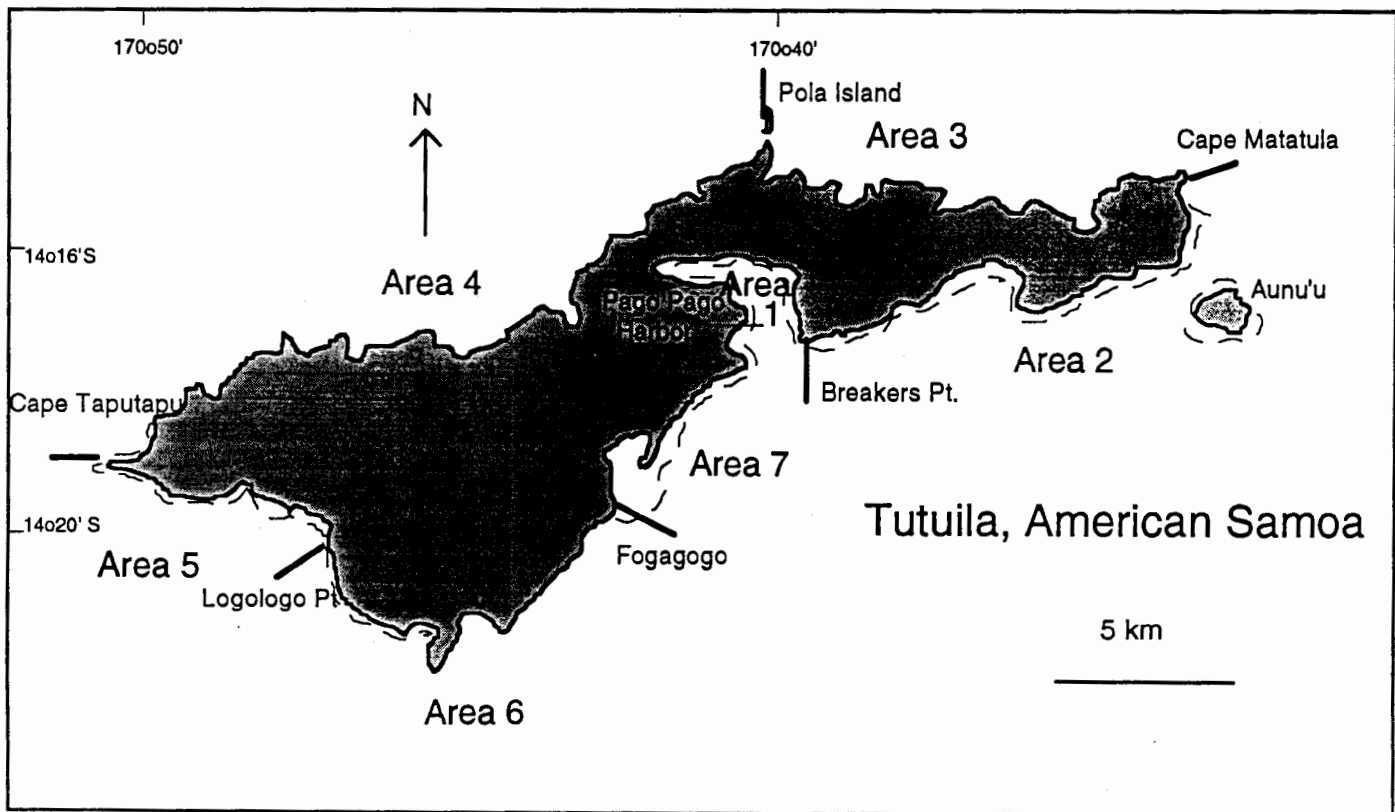 170o50'
170o40'
Pola Island
N
Area 3
Cape Matatula
14o16'S
Area 4
Area
1
Pago Pago
Harbor
Aunu'u
Area 2
Breakers Pt.
Cape Taputapu
Area 7
14o20' S
Tutuila, American Samoa
Area 5
Fogagogo
Logologo Pt
5 km
Area 6